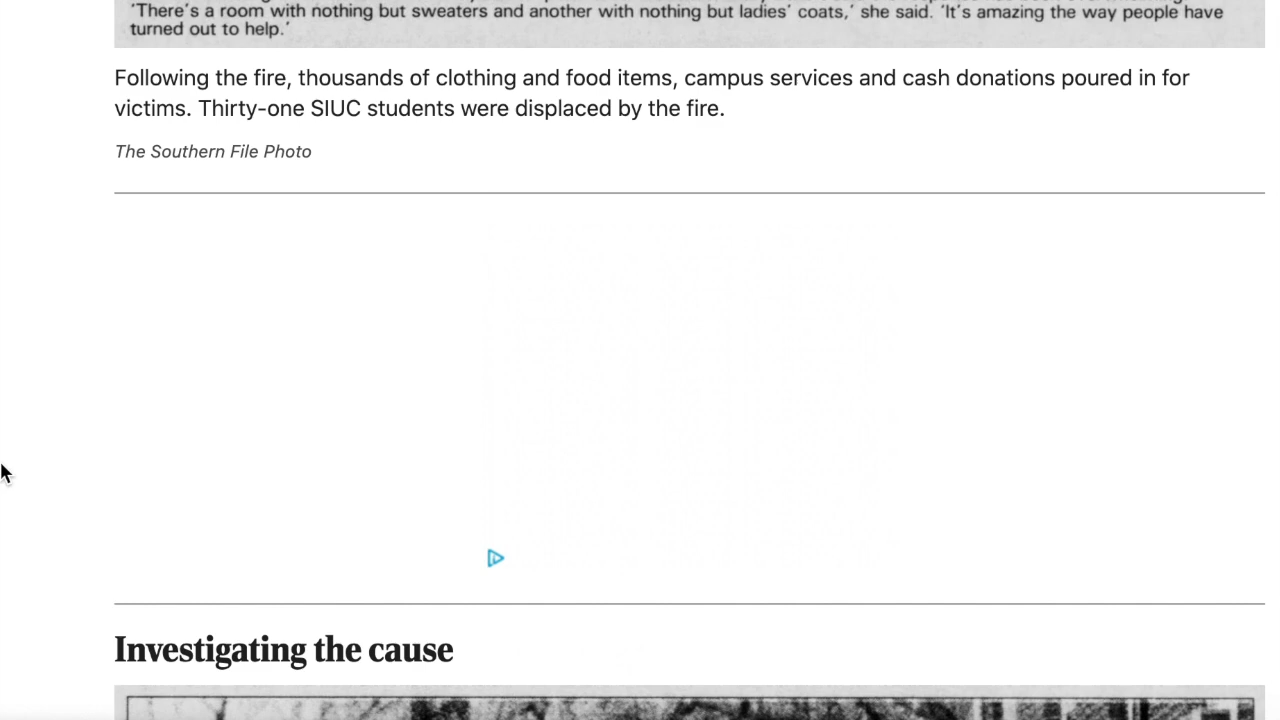 'There's a room with nothing but sweaters and another with nothing but ladies' coats,' she said. 'It's amazing the way people have
turned out to help.'
Following the fire, thousands of clothing and food items, campus services and cash donations poured in for
victims. Thirty-one SIUC students were displaced by the fire.
The Southern File Photo
Investigating the cause